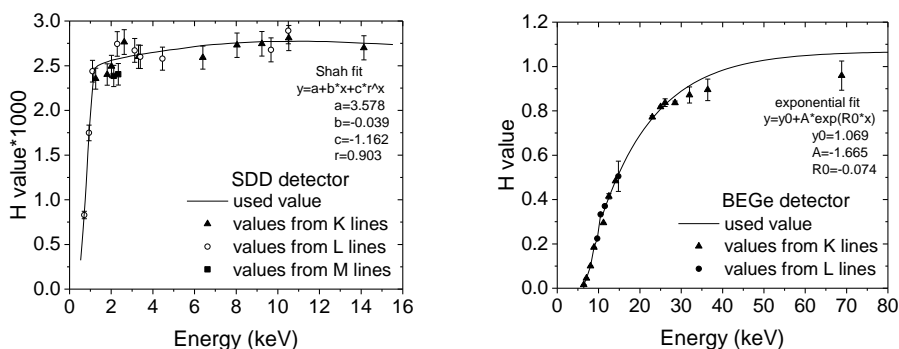 3.0
2.5
2.0
1.5
1.0
0.5
0.0
H value*1000
Shah fit
y=a+b*x+c*r^x
a=3.578
b=-0.039
c=-1.162
r=0.903
SDD detector
used value
values from K lines
values from L lines
values from M lines
0 2 4 6 8 10 12 14 16
Energy (keV)
1.2
1.0
0.8
0.6
0.4
0.2
0.0
H value
exponential fit
y=y0+A*exp(R0*x)
y0=1.069
A=-1.665
R0=-0.074
BEGe detector
used value
values from K lines
values from L lines
0 10 20 30 40 50 60 70 80
Energy (keV)